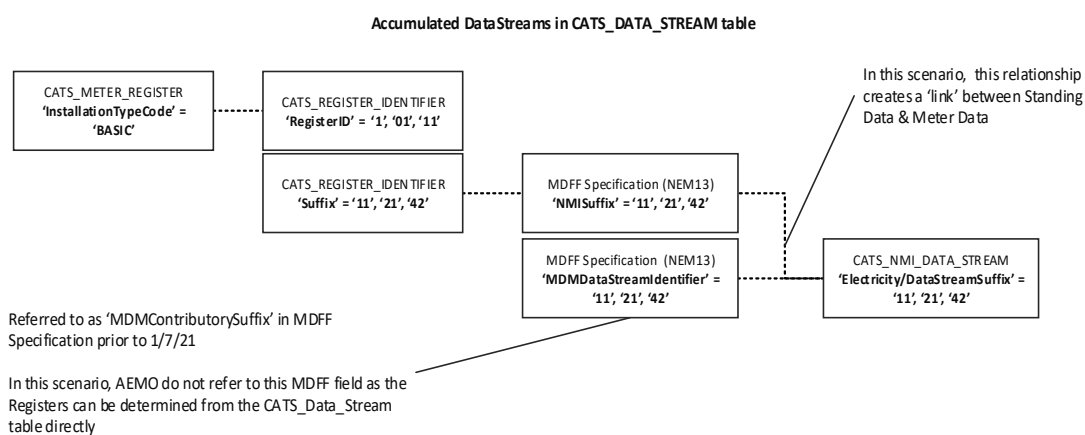 Accumulated DataStreams in CATS_DATA_STREAM table
CATS_METER_REGISTER
‘InstallationTypeCode’ =
‘BASIC’
CATS_REGISTER_IDENTIFIER
‘RegisterID’ = ‘1’, ‘01’, ‘11’
In this scenario, this relationship
creates a ‘link’ between Standing
Data & Meter Data
CATS_REGISTER_IDENTIFIER
‘Suffix’ = ‘11’, ‘21’, ‘42’
MDFF Specification (NEM13)
‘NMISuffix’ = ‘11’, ‘21’, ‘42’
MDFF Specification (NEM13)
‘MDMDataStreamIdentifier’ =
‘11’, ‘21’, ‘42’
CATS_NMI_DATA_STREAM
‘Electricity/DataStreamSuffix’ =
‘11’, ‘21’, ‘42’
Referred to as ‘MDMContributorySuffix’ in MDFF
Specification prior to 1/7/21
In this scenario, AEMO do not refer to this MDFF field as the
Registers can be determined from the CATS_Data_Stream
table directly